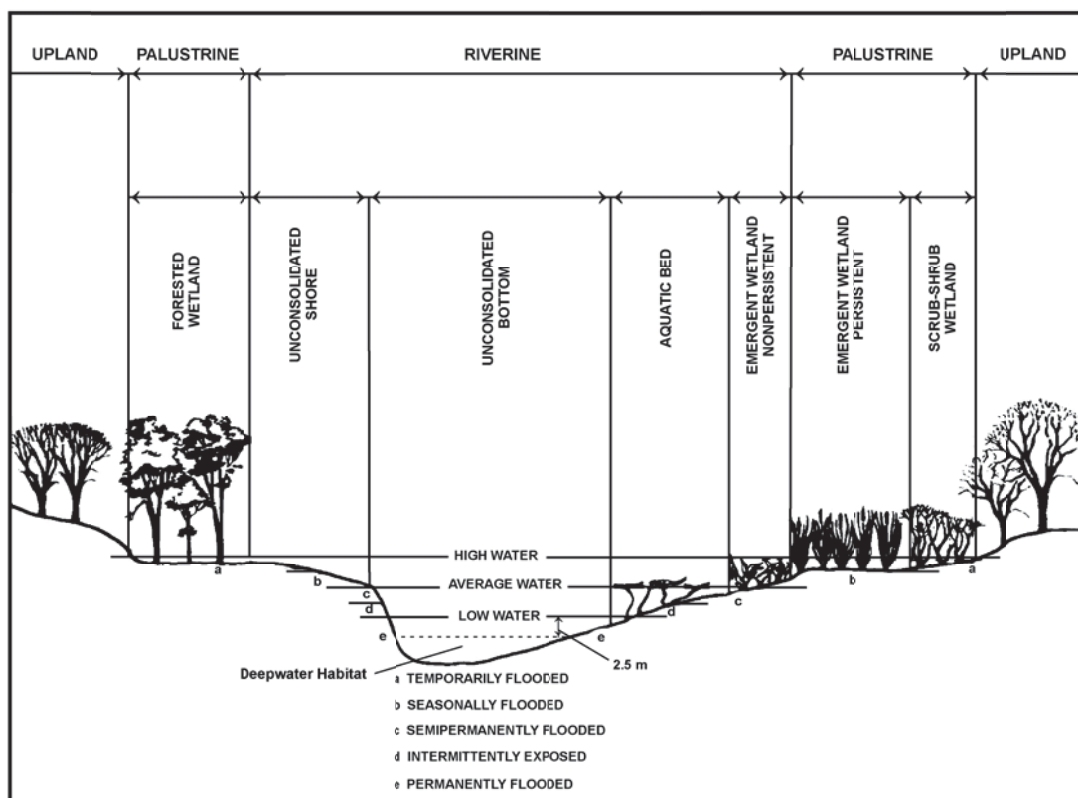 UPLAND PALUSTRINE RIVERINE PALUSTRINE UPLAND
FORESTED
WETLAND
UNCONSOLIDATED
SHORE
UNCONSOLIDATED
BOTTOM
AQUATIC BED
EMERGENT WETLAND
NONPERSISTENT
EMERGENT WETLAND
PERSISTENT
SCRUB-SHRUB
WETLAND
HIGH WATER
a
a
b
b
AVERAGE WATER
c
c
d
d
LOW WATER
e
e
2.5 m
Deepwater Habitat
a TEMPORARILY FLOODED
b SEASONALLY FLOODED
c SEMIPERMANENTLY FLOODED
d INTERMITTENTLY EXPOSED
e PERMANENTLY FLOODED